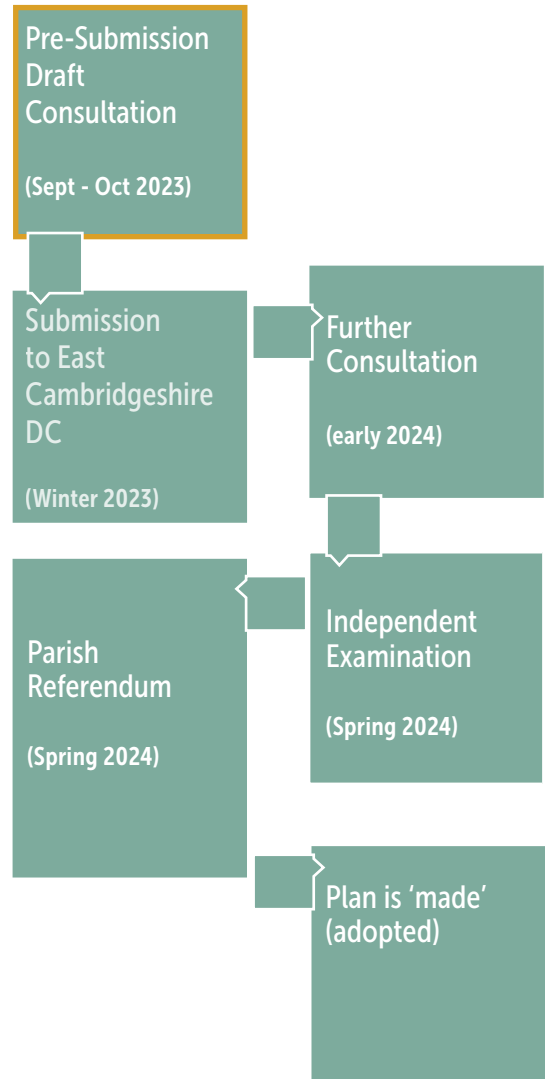 Pre-Submission
Draft
Consultation
(Sept - Oct 2023)
Submission
to East
Cambridgeshire
DC
(Winter 2023)
Further
Consultation
(early 2024)
Independent
Examination
(Spring 2024)
Parish
Referendum
(Spring 2024)
Plan is ‘made’
(adopted)